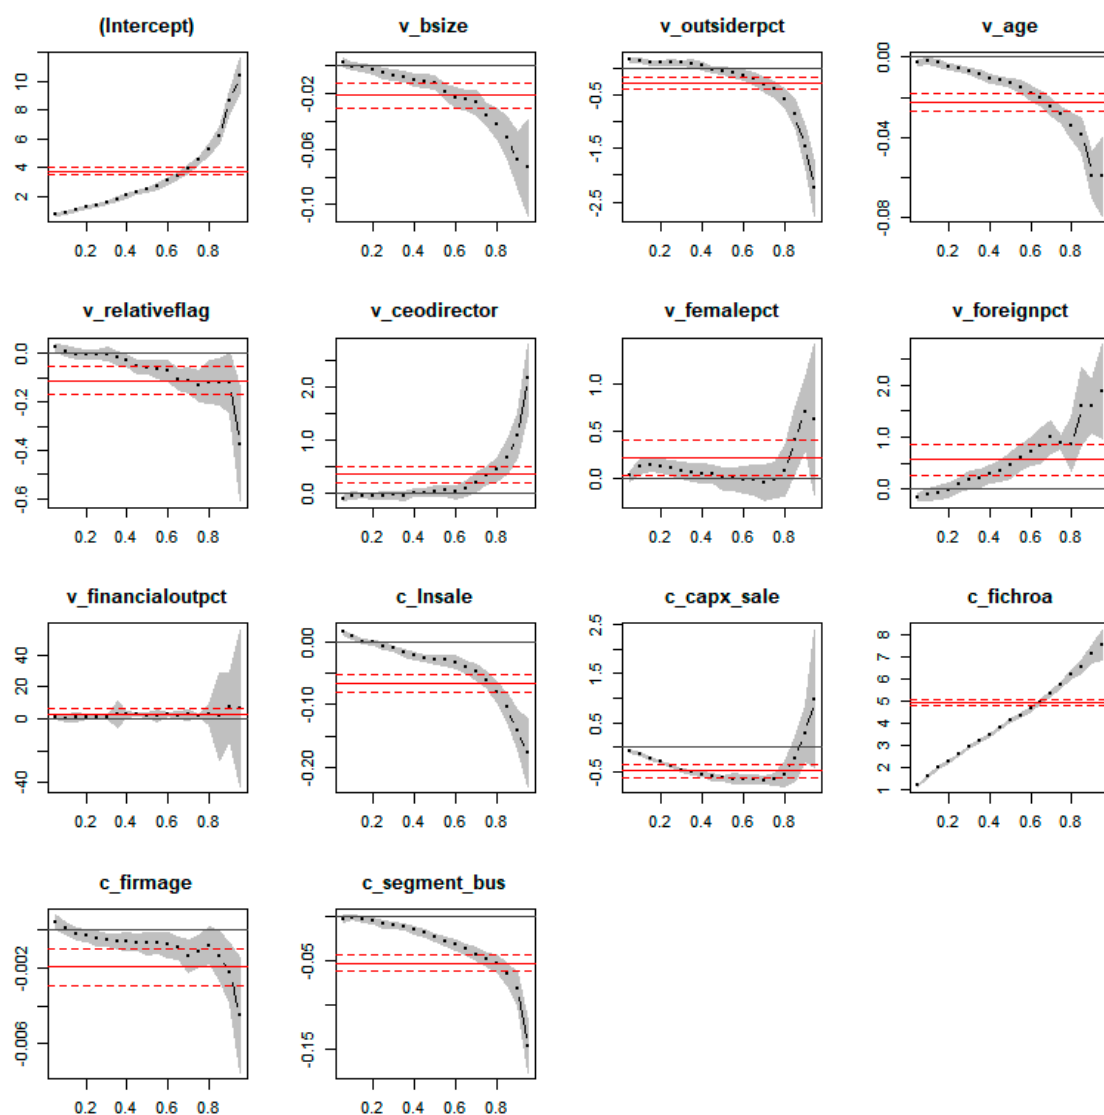 (Intercept)
v_bsize
v_outsiderpct
v_age
2 4 6 8 10
-0.10 -0.06 -0.02
-2.5 -1.5 -0.5
-0.08 -0.04 0.00
0.2 0.4 0.6 0.8
0.2 0.4 0.6 0.8
0.2 0.4 0.6 0.8
0.2 0.4 0.6 0.8
v_relativeflag
v_ceodirector
v_femalepct
v_foreignpct
-0.6 -0.4 -0.2 0.0
0.0 1.0 2.0
0.0 0.5 1.0
0.0 1.0 2.0
0.2 0.4 0.6 0.8
0.2 0.4 0.6 0.8
0.2 0.4 0.6 0.8
0.2 0.4 0.6 0.8
v_financialoutpct
c_lnsale
c_capx_sale
c_fichroa
-40 0 20 40
-0.20 -0.10 0.00
-0.5 0.5 1.5 2.5
1 2 3 4 5 6 7 8
0.2 0.4 0.6 0.8
0.2 0.4 0.6 0.8
0.2 0.4 0.6 0.8
0.2 0.4 0.6 0.8
c_firmage
c_segment_bus
-0.006 -0.002
-0.15 -0.05
0.2 0.4 0.6 0.8
0.2 0.4 0.6 0.8